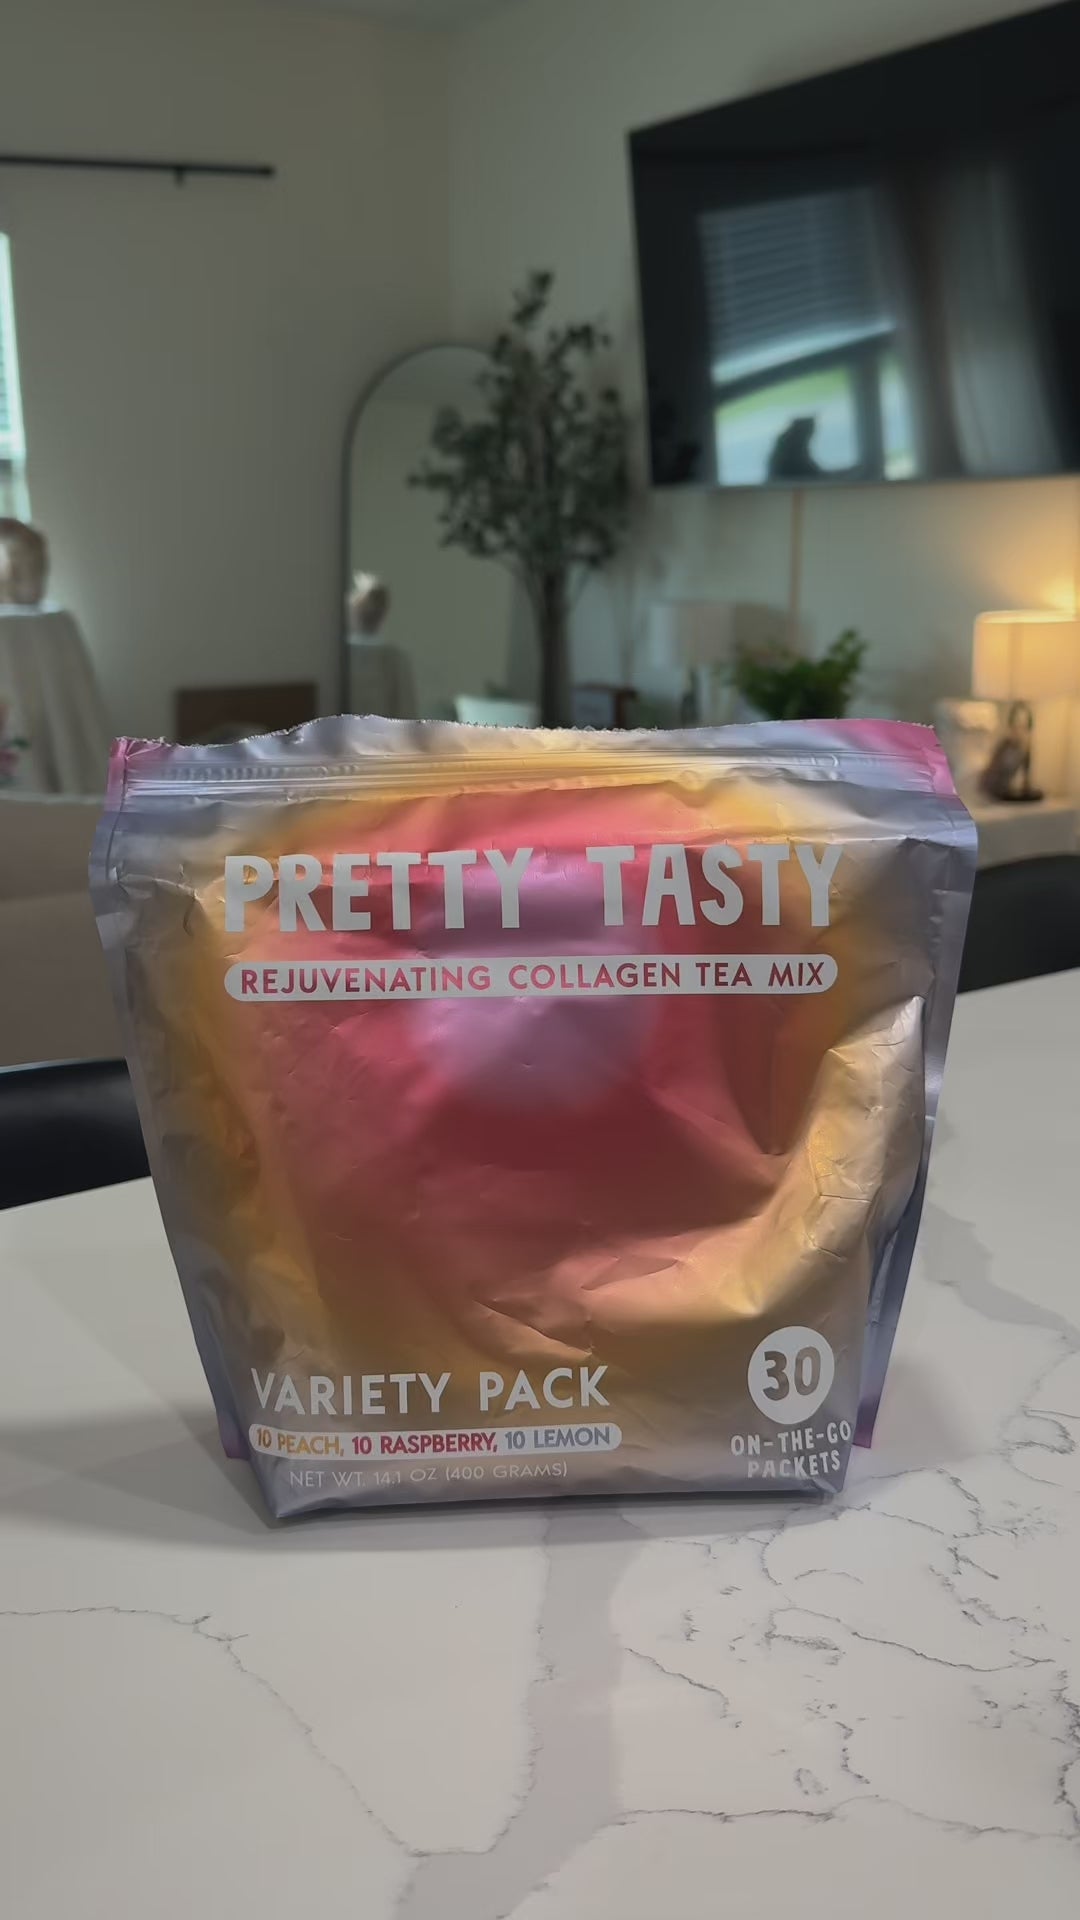 PRETTY TASTY
REJUVENATING COLLAGEN TEA MIX
VARIETY PACK
10 PEACH, 10 RASPBERRY, 10 LEMON
NET WT. 14.1 OZ (400 GRAMS)
30
ON-THE-GO
PACKETS